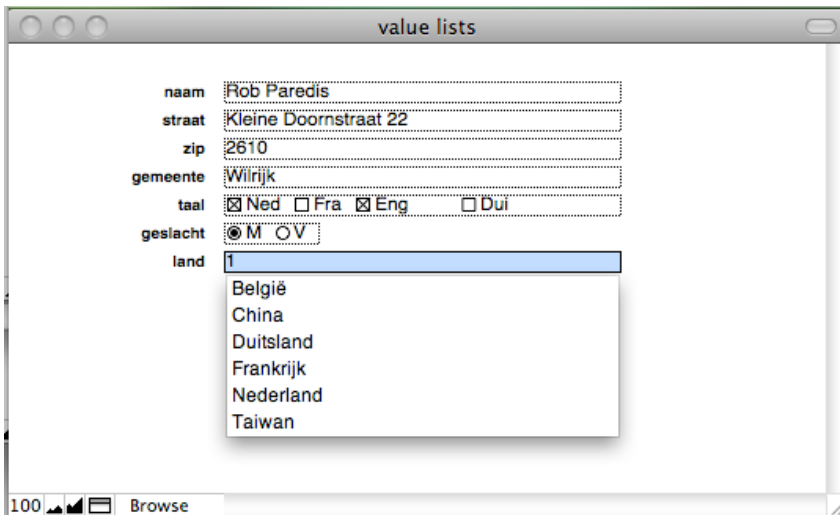 value lists
naam Rob Paredis
straat Kleine Doornstraat 22
zip 2610
gemeente Wilrijk
taal Ned Fra Eng Dui
geslacht M V
land 1
België
China
Duitsland
Frankrijk
Nederland
Taiwan
100 Browse